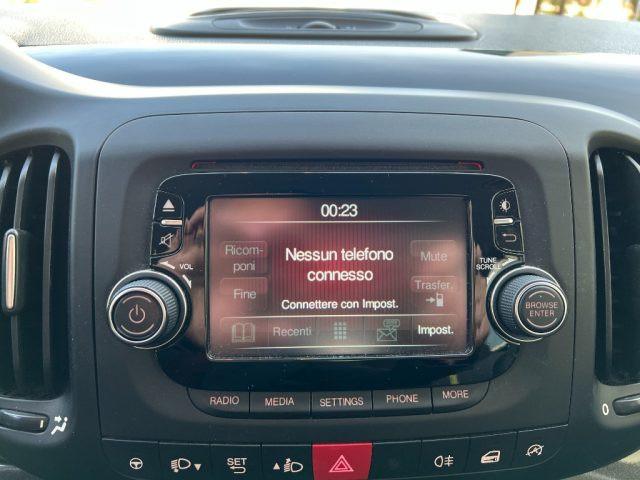 00:23
Ricom-
poni
Nessun telefono
connesso
Mute
Fine
Connettere con Impost.
Trasfer.
Recenti
Impost.
VOL
TUNE
SCROLL
BROWSE
ENTER
RADIO
MEDIA
SETTINGS
PHONE
MORE
0
SET